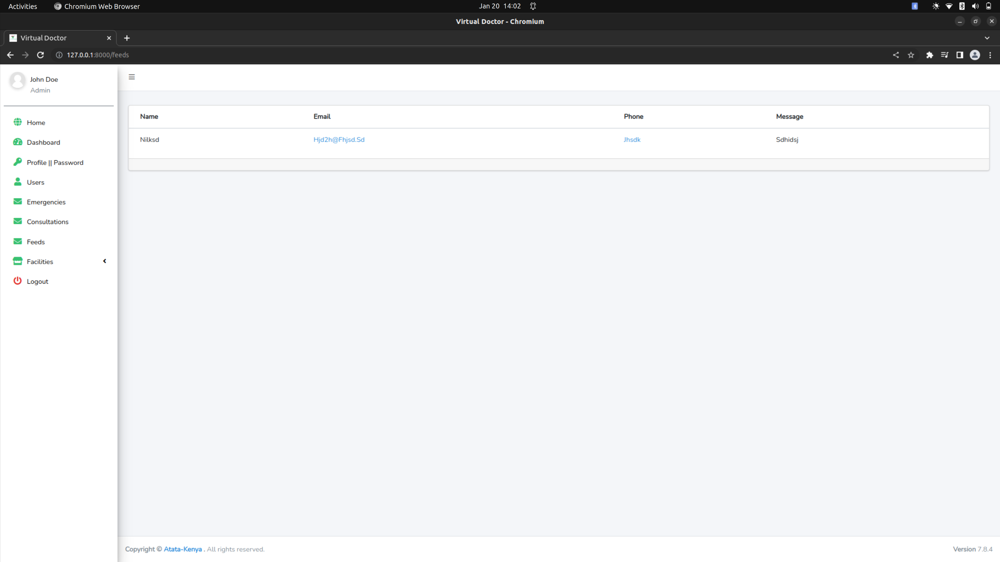 Activities Chromium Web Browser Jan 20 14:02
Virtual Doctor - Chromium
Virtual Doctor
127.0.0.1:8000/feeds
John Doe
Admin
Home
Dashboard
Profile || Password
Users
Emergencies
Consultations
Feeds
Facilities
Logout
Name Email Phone Message
Nilksd Hjd2h@Fhjsd.Sd Jhsdk Sdhidsj
Copyright © Atata-Kenya . All rights reserved. Version 7.8.4